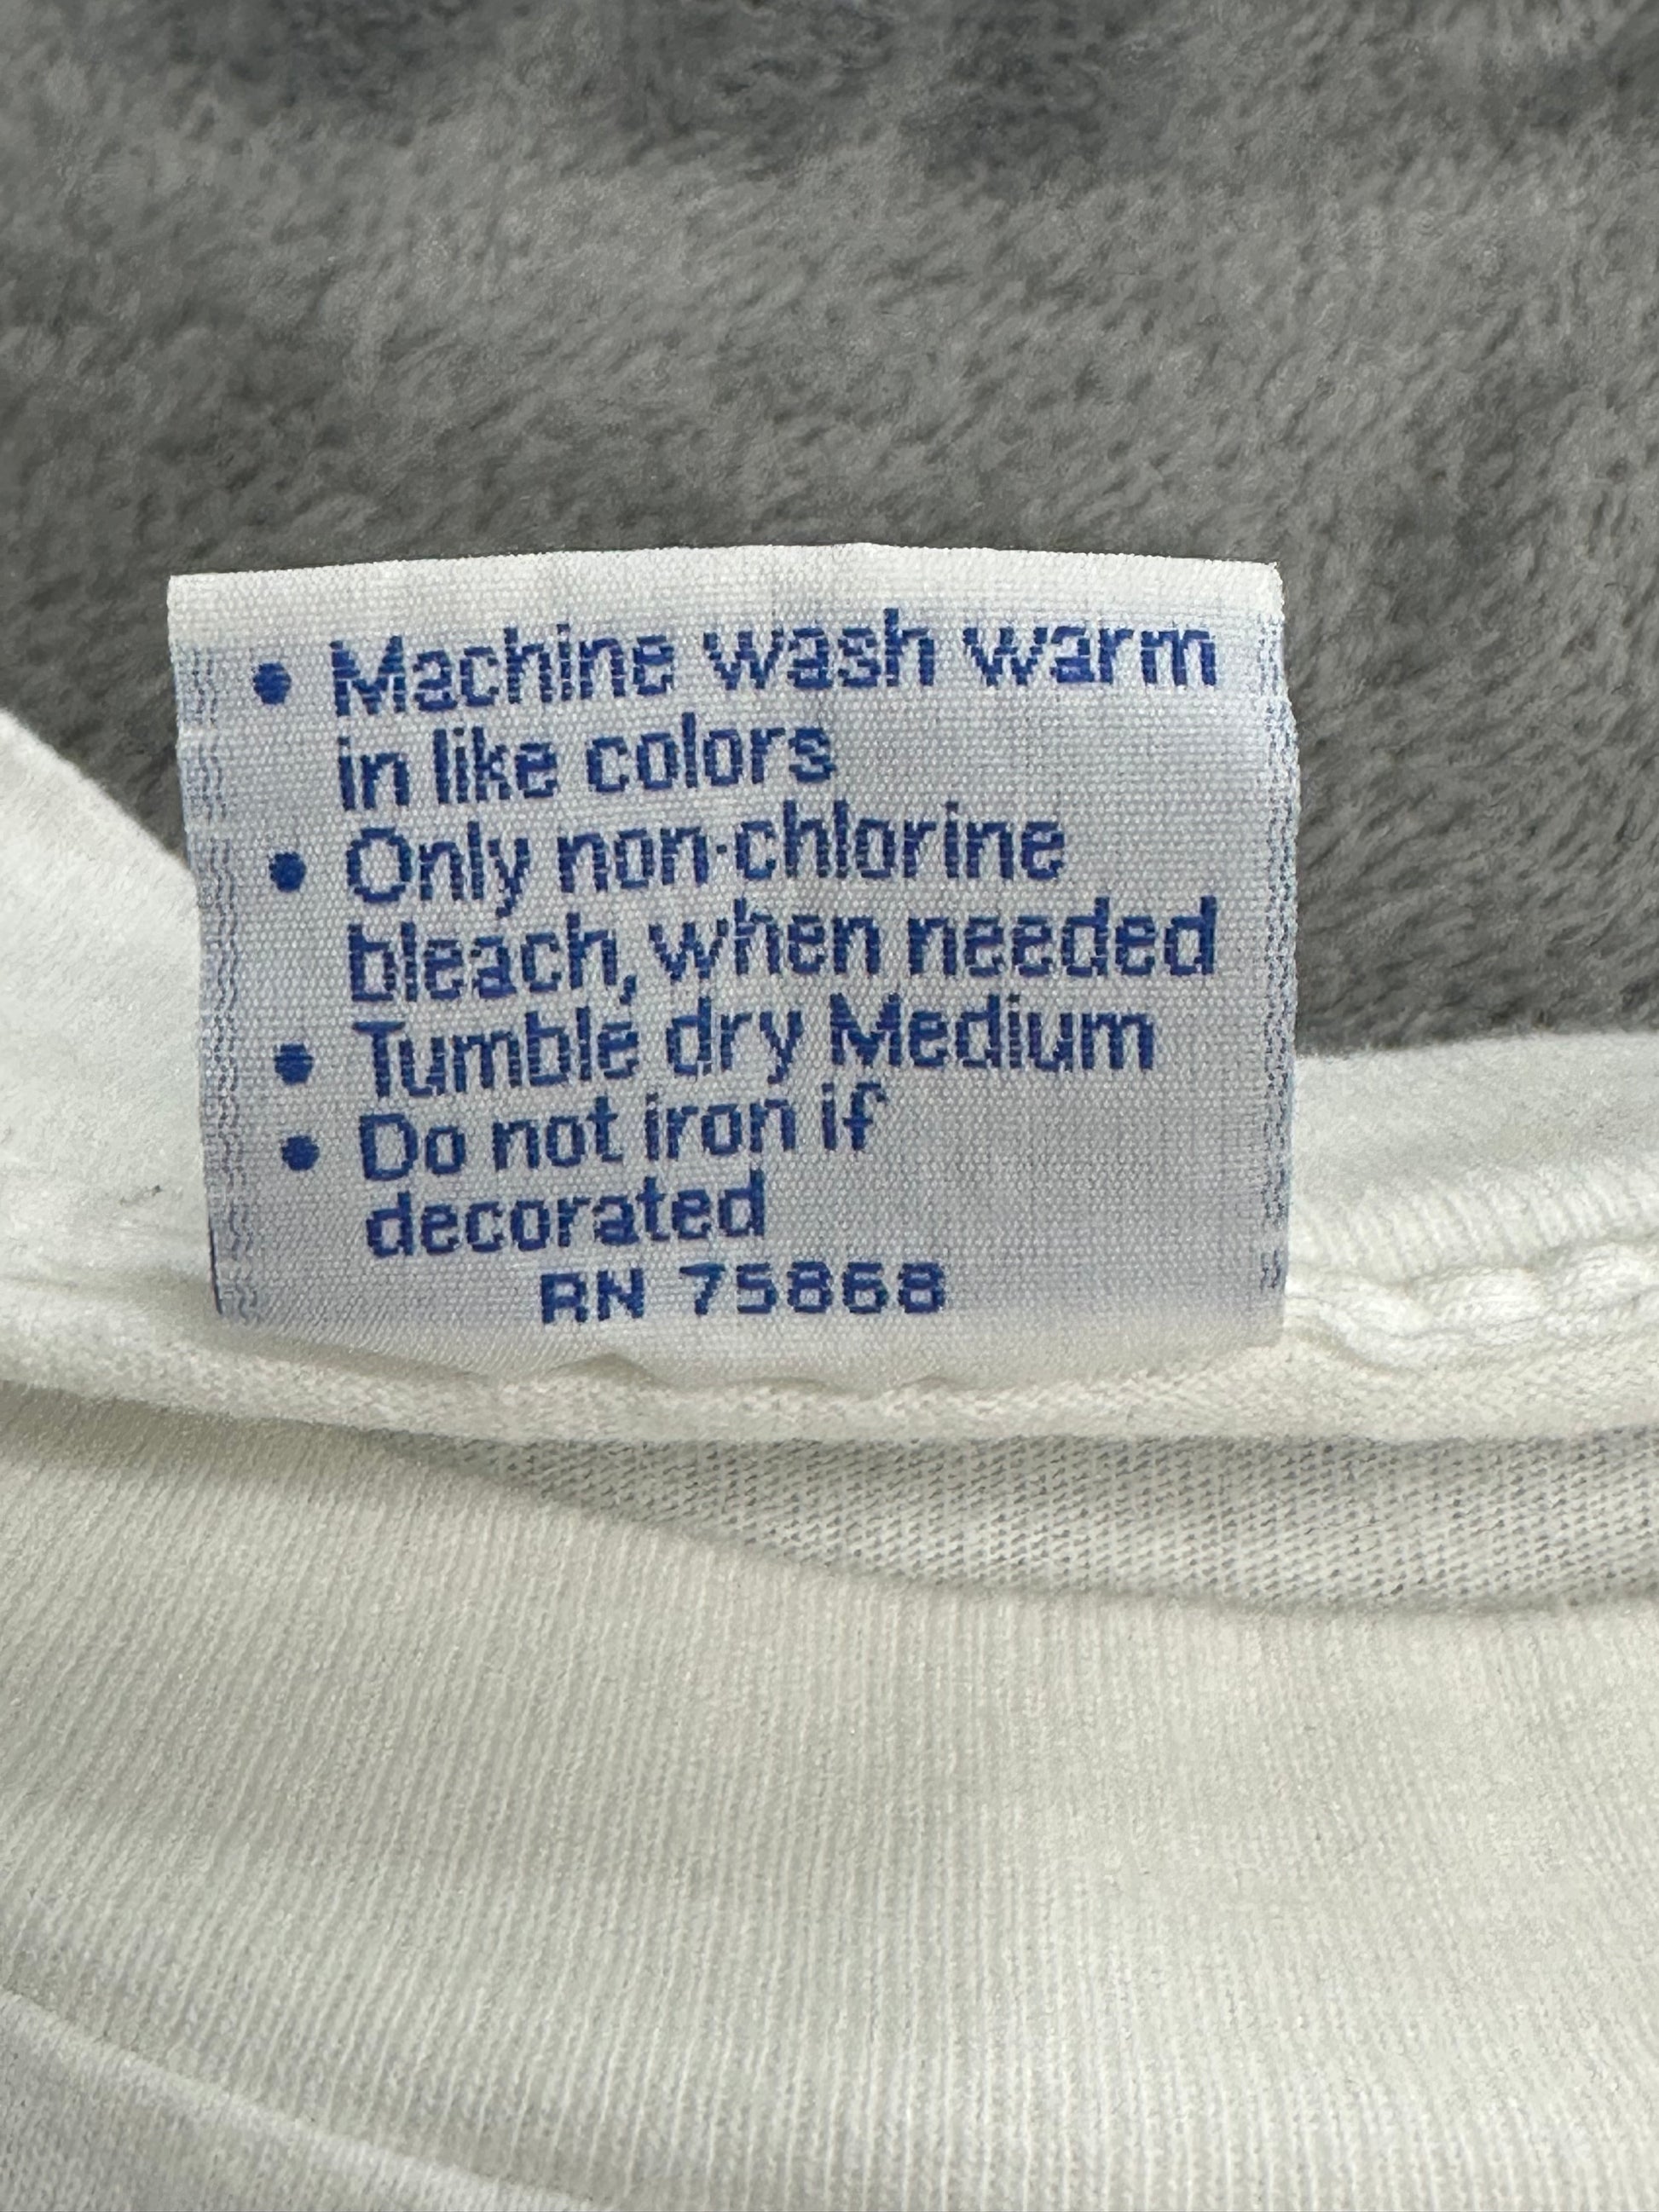 • Machine wash warm
in like colors
• Only non-chlorine
bleach, when needed
• Tumble dry Medium
• Do not iron if
decorated
RN 75868